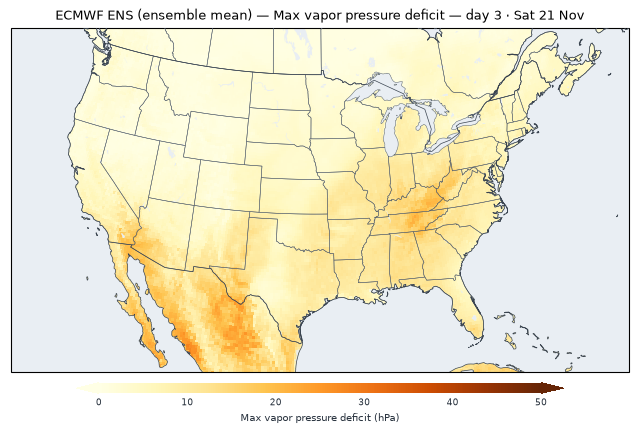 ECMWF ENS (ensemble mean) — Max vapor pressure deficit — day 3 · Sat 21 Nov
0 10 20 30 40 50
Max vapor pressure deficit (hPa)